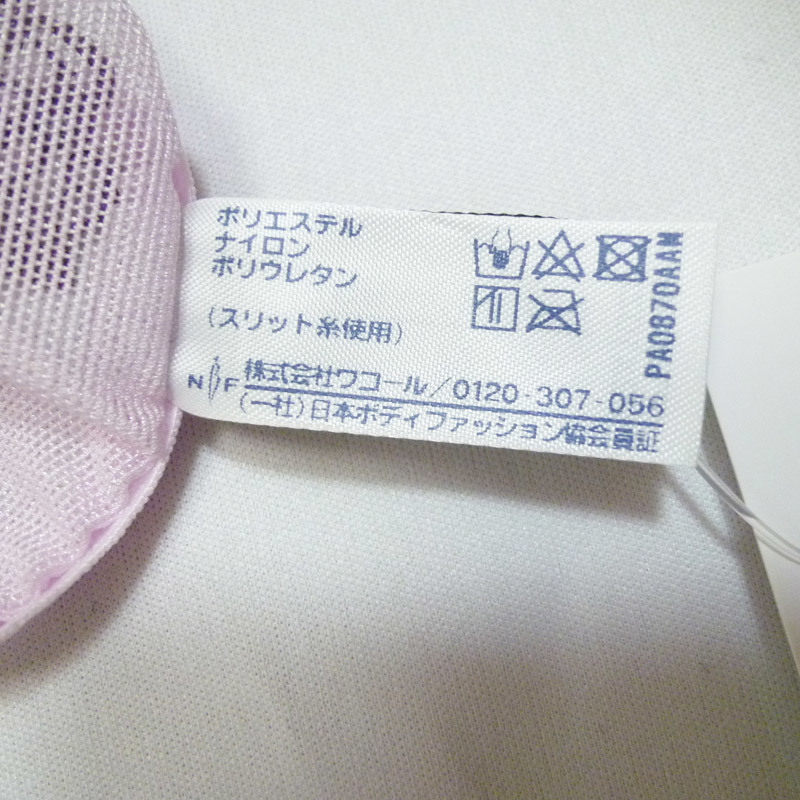 ポリエステル
ナイロン
ポリウレタン
(スリット糸使用)
PA0870AAM
N F
株式会社ワコール/0120-307-056
(一社)日本ボディファッション協会員証